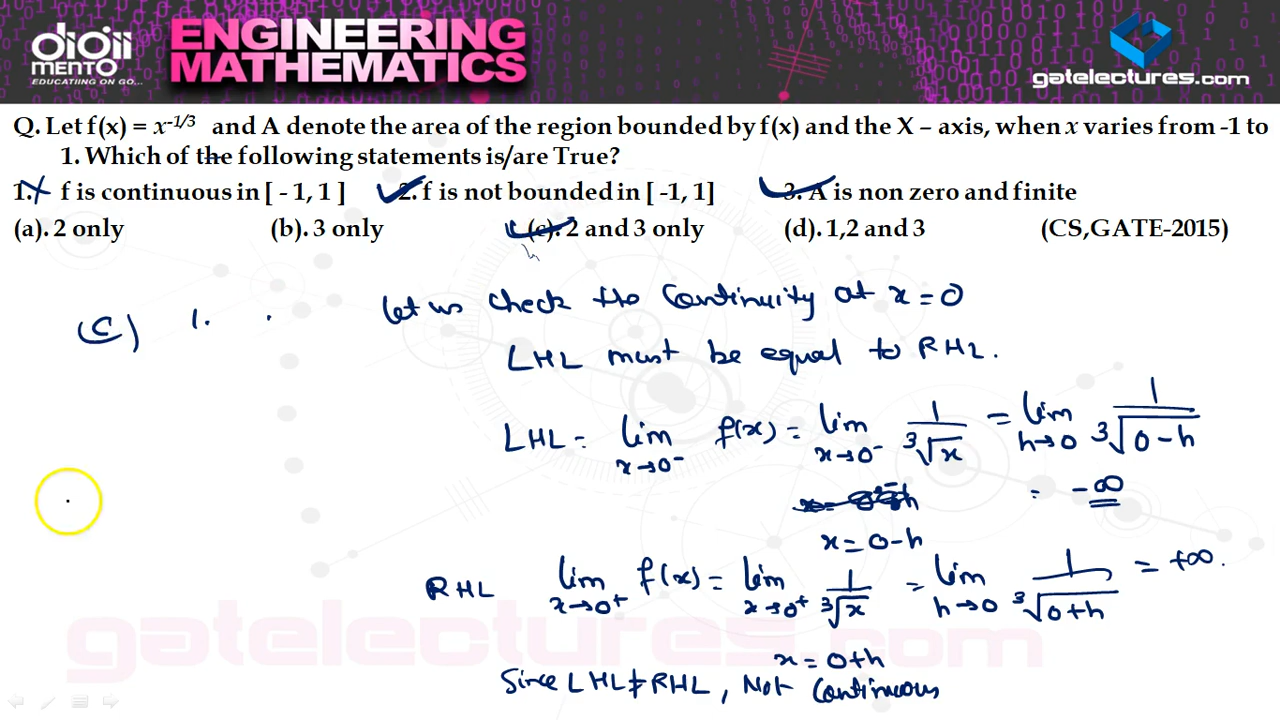 digii
MENTO
EDUCATIING ON GO...
ENGINEERING
MATHEMATICS
gatelectures.com
Q. Let f(x) = x^-1/3 and A denote the area of the region bounded by f(x) and the X – axis, when x varies from -1 to
1. Which of the following statements is/are True?
1. f is continuous in [ - 1, 1 ] 2. f is not bounded in [ -1, 1] 3. A is non zero and finite
(a). 2 only (b). 3 only (c). 2 and 3 only (d). 1,2 and 3 (CS,GATE-2015)
(C) 1. Let us check the Continuity at x = 0
LHL must be equal to RHL.
LHL = lim x→0⁻ f(x) = lim x→0⁻ 1/∛x = lim h→0 1/∛(0-h)
= -∞
x = 0-h
RHL lim x→0⁺ f(x) = lim x→0⁺ 1/∛x = lim h→0 1/∛(0+h) = +∞.
x = 0+h
Since LHL ≠ RHL, Not Continuous
gatelectures.com